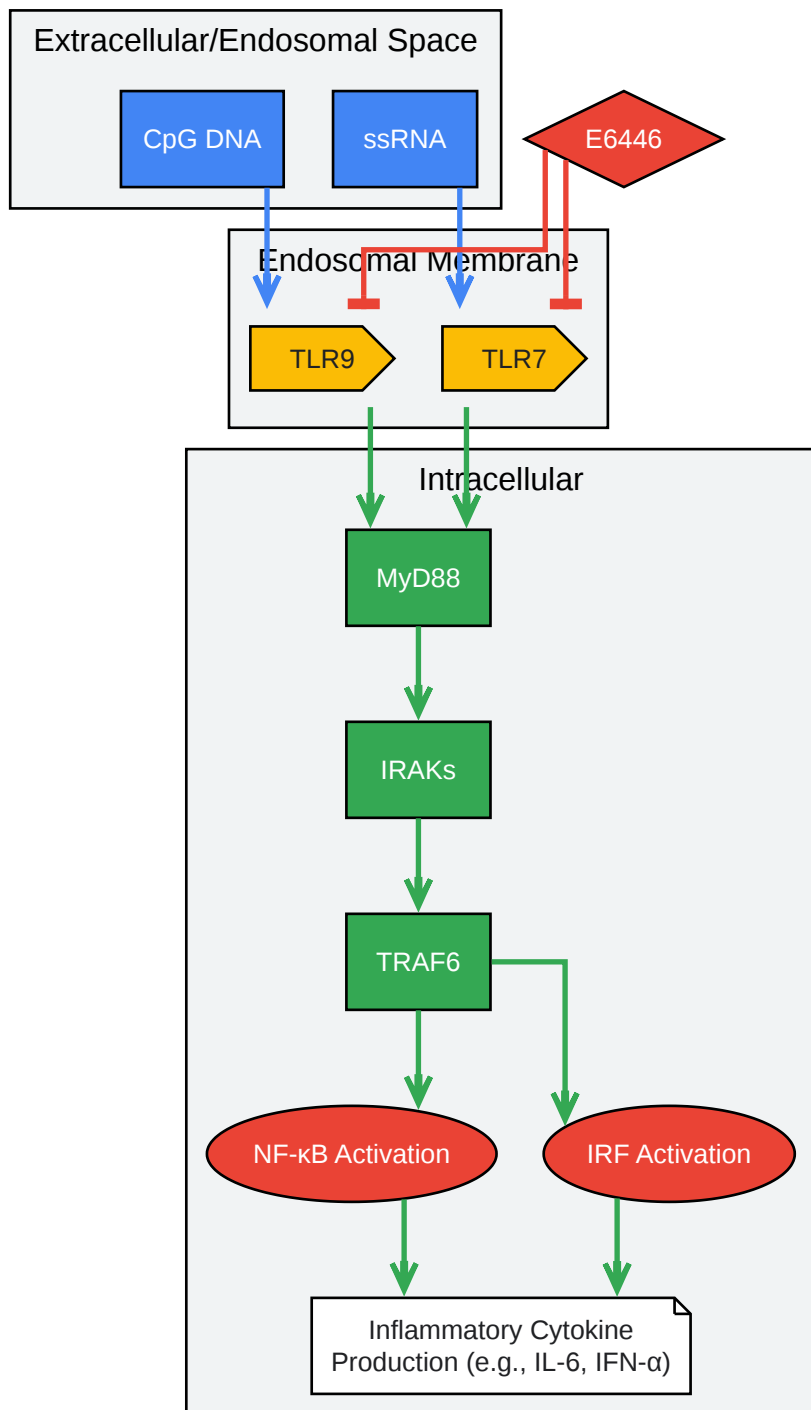 Extracellular/Endosomal Space
CpG DNA
ssRNA
E6446
Endosomal Membrane
TLR9
TLR7
Intracellular
MyD88
IRAKs
TRAF6
NF-κB Activation
IRF Activation
Inflammatory Cytokine
Production (e.g., IL-6, IFN-α)